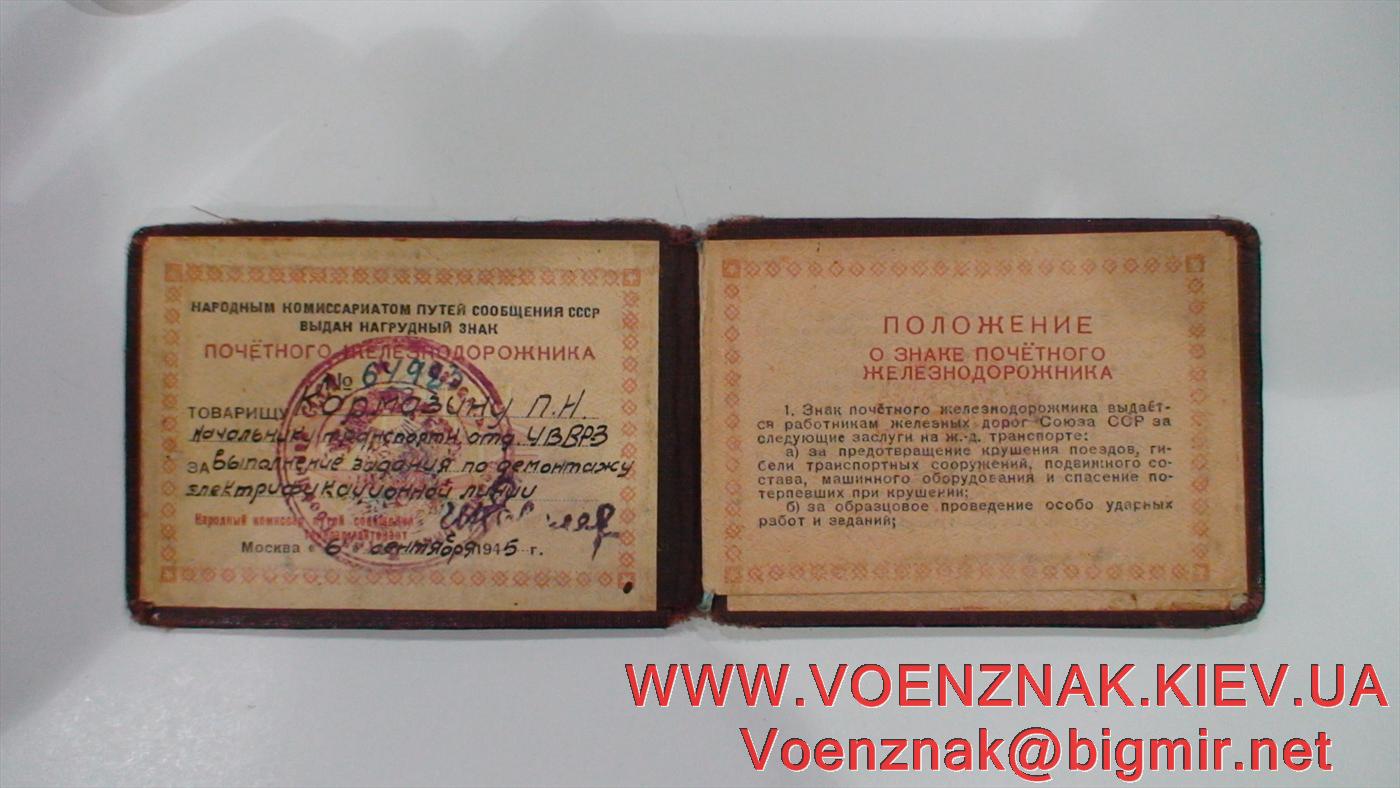 НАРОДНЫМ КОМИССАРИАТОМ ПУТЕЙ СООБЩЕНИЯ СССР
ВЫДАН НАГРУДНЫЙ ЗНАК
ПОЧЁТНОГО ЖЕЛЕЗНОДОРОЖНИКА
№
ТОВАРИЩУ Кармазину П.Н.
начальнику отд. УВВРЗ
ЗА Выполнение задания по демонтажу
электрификационной линии
Народный комиссар путей сообщения
Москва « 6 » сентября 1945 г.
ПОЛОЖЕНИЕ
О ЗНАКЕ ПОЧЁТНОГО
ЖЕЛЕЗНОДОРОЖНИКА
1. Знак почётного железнодорожника выдаёт-
ся работникам железных дорог Союза ССР за
следующие заслуги на ж.-д. транспорте:
а) за предотвращение крушения поездов, ги-
бели транспортных сооружений, подвижного со-
става, машинного оборудования и спасение по-
терпевших при крушении;
б) за образцовое проведение особо ударных
работ и заданий;
WWW.VOENZNAK.KIEV.UA
Voenznak@bigmir.net